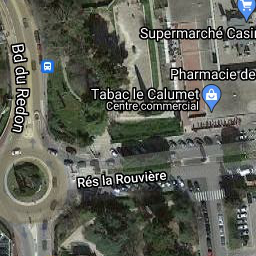 Supermarché Casin
Bd du Redon
Pharmacie de
Tabac le Calumet
Centre commercial
Rés la Rouvière